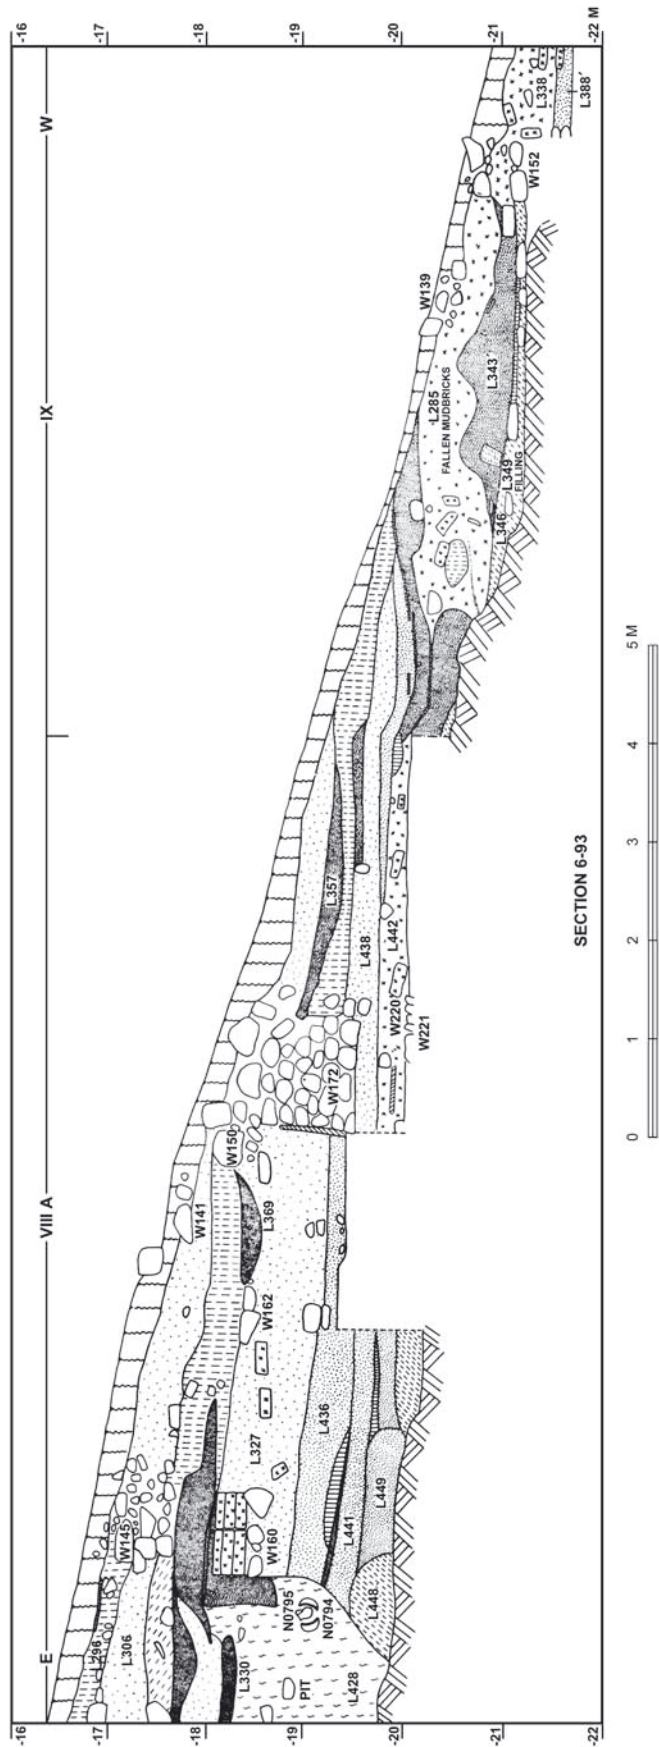 -16
-17
-18
-19
-20
-21
-22 M
W
IX
VIII A
E
L338
L388´
W152
W139
L285
FALLEN MUDBRICKS
L343´
L349
FILLING
L346
L357
L438
L442
W220
W221
W172
W150
W141
L369
W162
L327
L436
L441
L449
W160
L448
N0795
N0794
W145
L296
L306
L330
PIT
L428
-16
-17
-18
-19
-20
-21
-22
SECTION 6-93
0
1
2
3
4
5 M